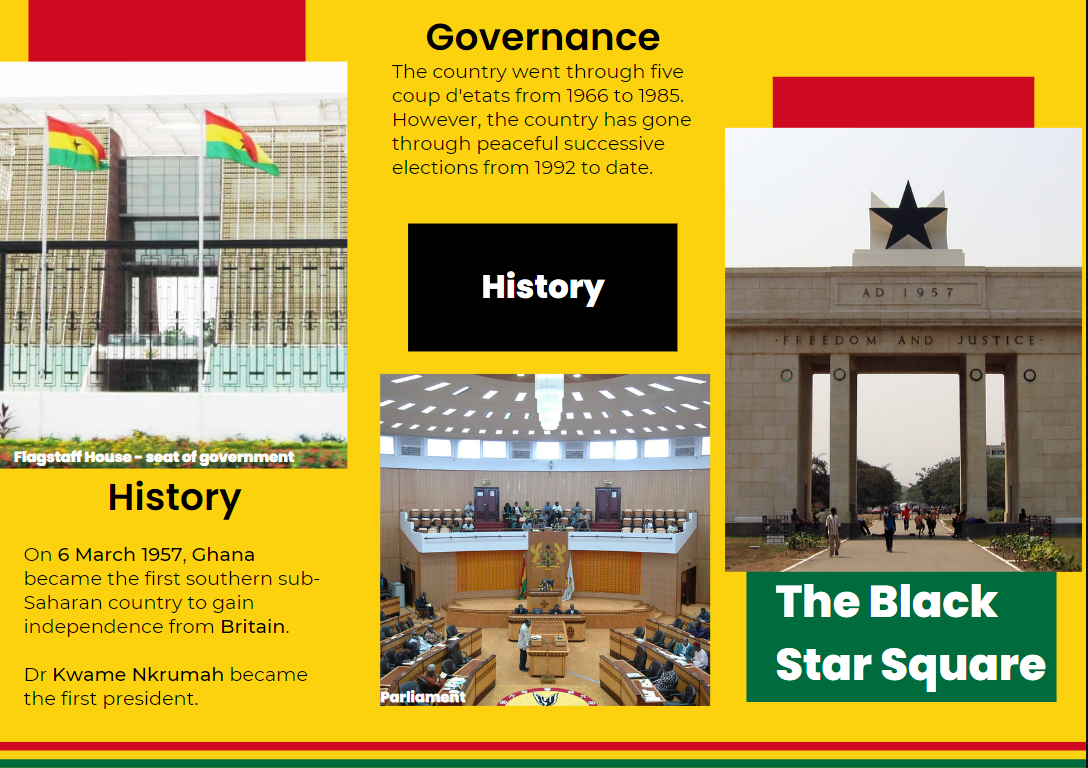 Flagstaff House - seat of government
History
On 6 March 1957, Ghana
became the first southern sub-
Saharan country to gain
independence from Britain.
Dr Kwame Nkrumah became
the first president.
Governance
The country went through five
coup d'etats from 1966 to 1985.
However, the country has gone
through peaceful successive
elections from 1992 to date.
History
Parliament
AD 1957
·FREEDOM AND JUSTICE·
The Black
Star Square